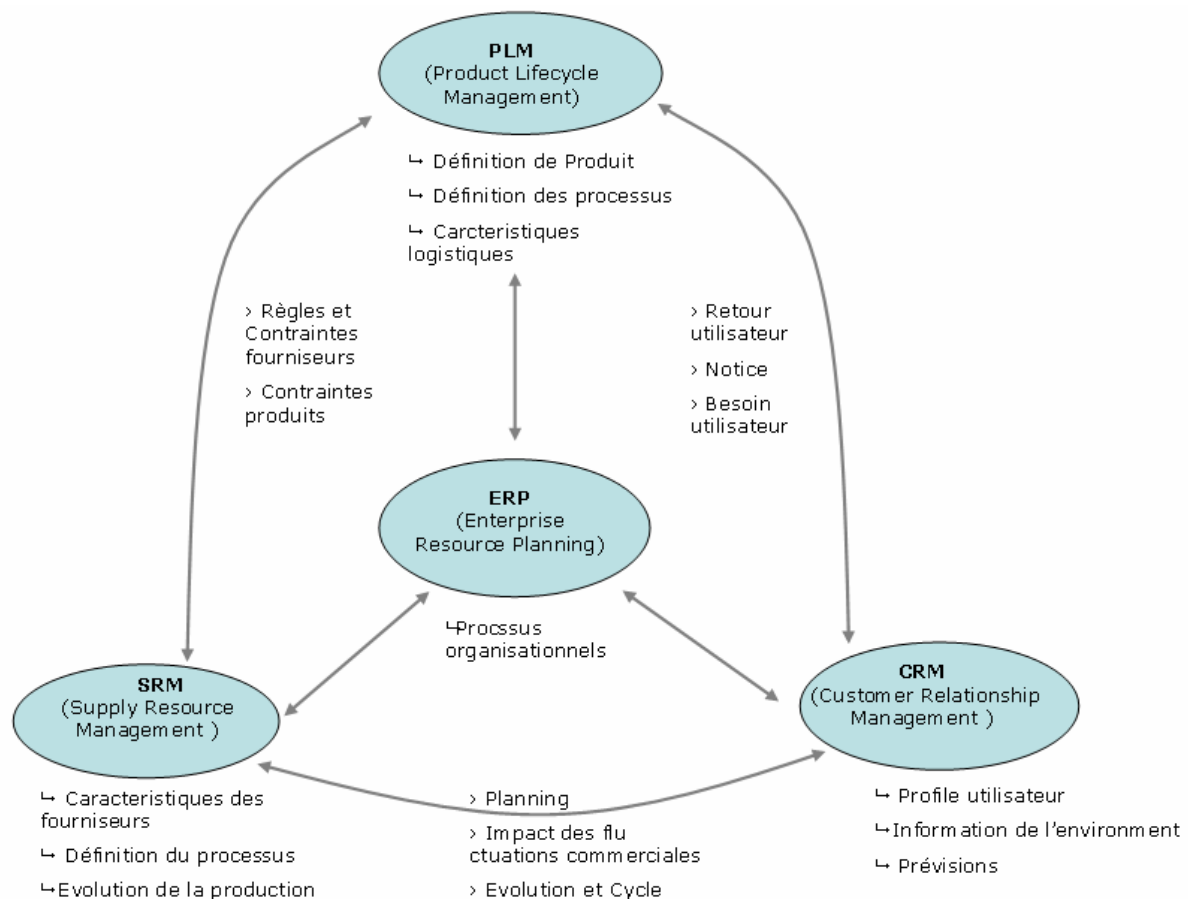 PLM
(Product Lifecycle
Management)
↳ Définition de Produit
↳ Définition des processus
↳ Carcteristiques
logistiques
> Règles et
Contraintes
fourniseurs
> Contraintes
produits
> Retour
utilisateur
> Notice
> Besoin
utilisateur
ERP
(Enterprise
Resource Planning)
↳Procssus
organisationnels
SRM
(Supply Resource
Management )
CRM
(Customer Relationship
Management )
↳ Caracteristiques des
fourniseurs
↳ Définition du processus
↳Evolution de la production
> Planning
> Impact des flu
ctuations commerciales
> Evolution et Cycle
↳ Profile utilisateur
↳Information de l'environment
↳ Prévisions